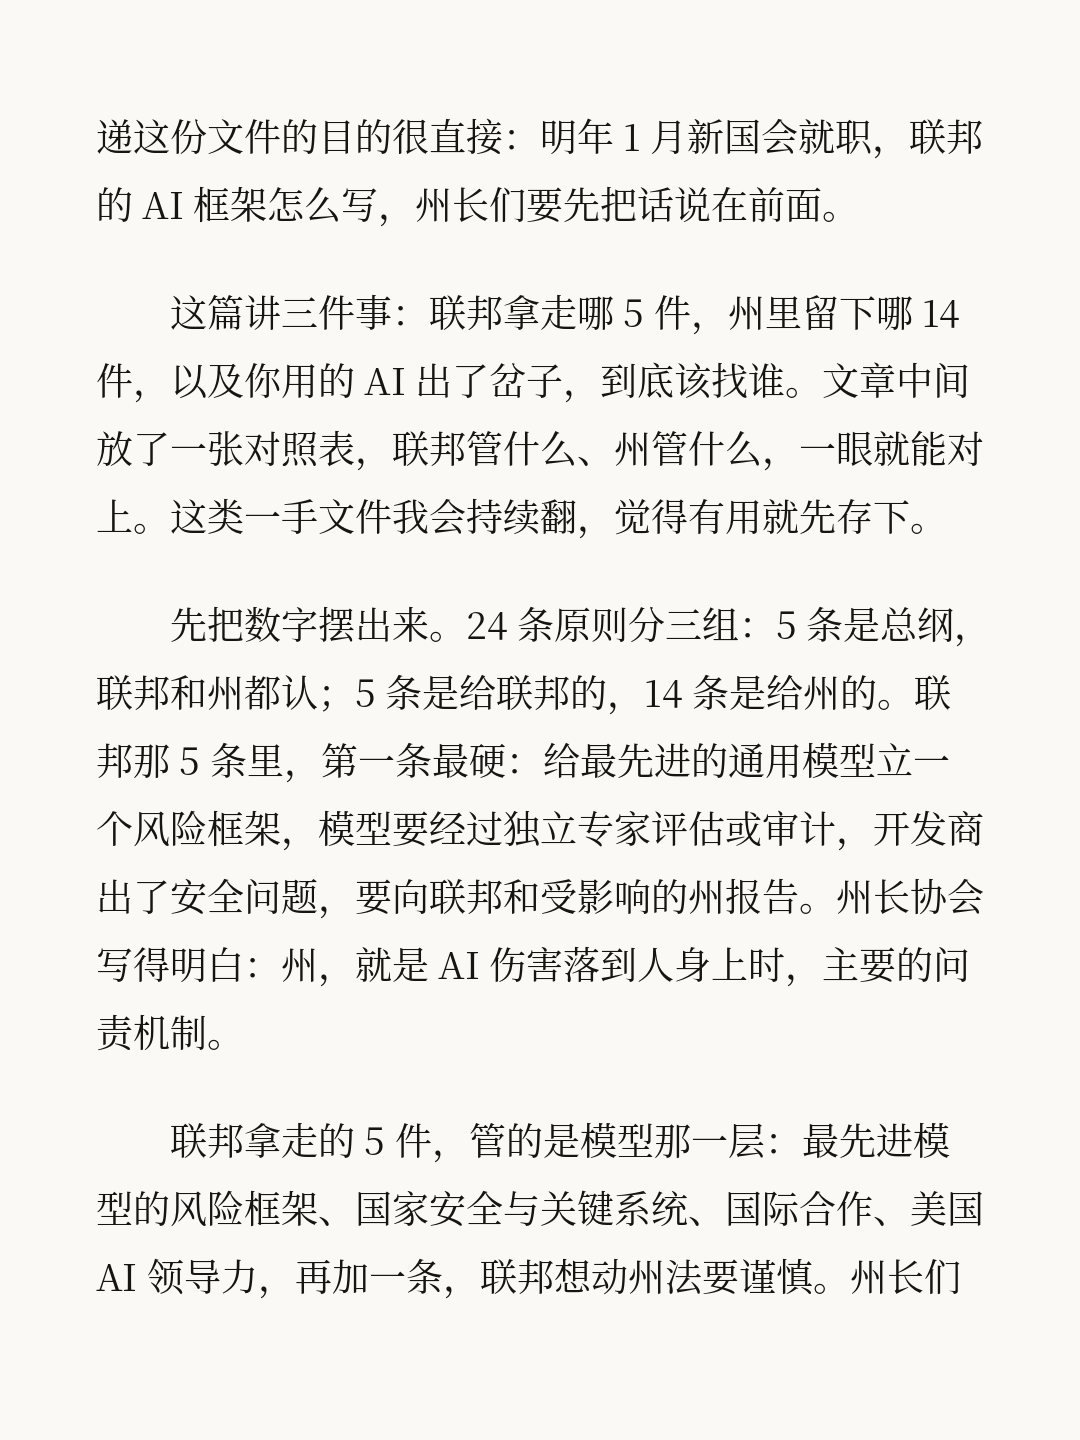 递这份文件的目的很直接：明年 1 月新国会就职，联邦
的 AI 框架怎么写，州长们要先把话说在前面。
这篇讲三件事：联邦拿走哪 5 件，州里留下哪 14
件，以及你用的 AI 出了岔子，到底该找谁。文章中间
放了一张对照表，联邦管什么、州管什么，一眼就能对
上。这类一手文件我会持续翻，觉得有用就先存下。
先把数字摆出来。24 条原则分三组：5 条是总纲，
联邦和州都认；5 条是给联邦的，14 条是给州的。联
邦那 5 条里，第一条最硬：给最先进的通用模型立一
个风险框架，模型要经过独立专家评估或审计，开发商
出了安全问题，要向联邦和受影响的州报告。州长协会
写得明白：州，就是 AI 伤害落到人身上时，主要的问
责机制。
联邦拿走的 5 件，管的是模型那一层：最先进模
型的风险框架、国家安全与关键系统、国际合作、美国
AI 领导力，再加一条，联邦想动州法要谨慎。州长们